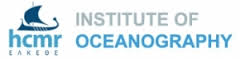 hcmr
ΕΛΚΕΘΕ
INSTITUTE OF
OCEANOGRAPHY